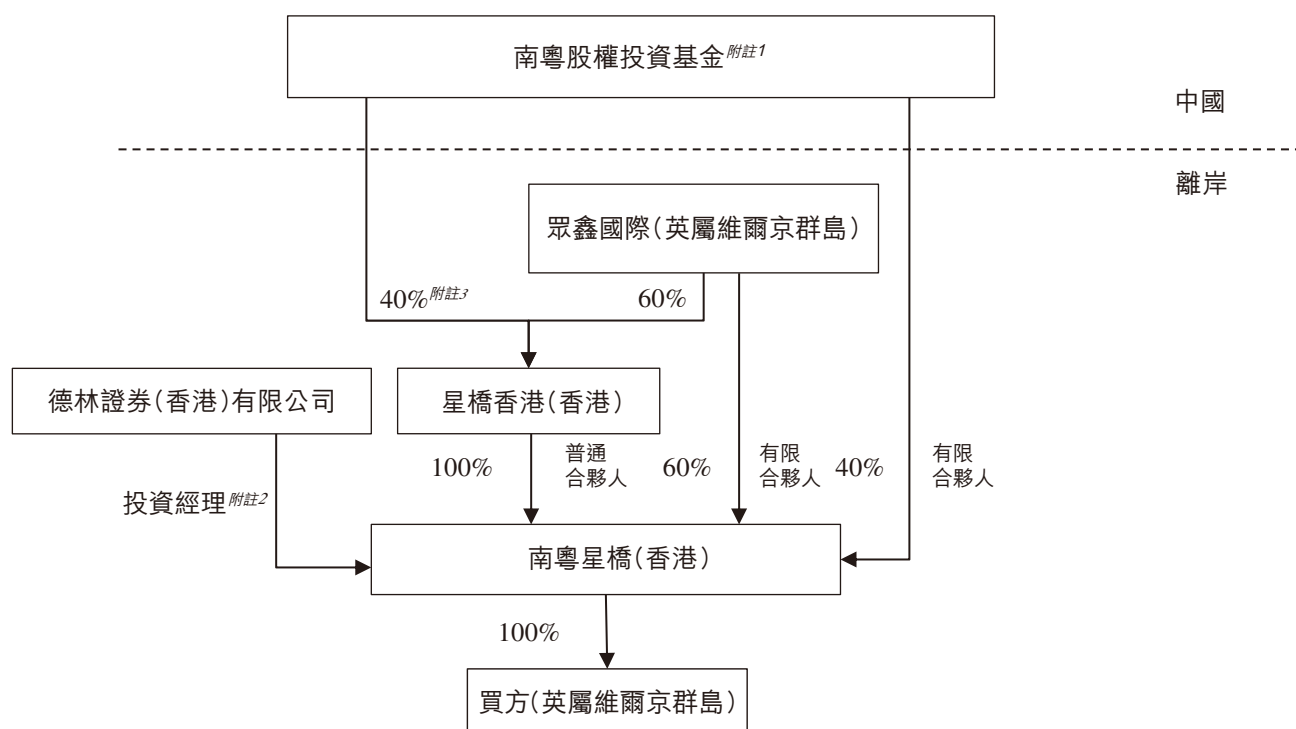 南粵股權投資基金附註1
中國
離岸
眾鑫國際(英屬維爾京群島)
40%附註3
60%
德林證券(香港)有限公司
星橋香港(香港)
100%
普通
合夥人
60%
有限
合夥人
40%
有限
合夥人
投資經理附註2
南粵星橋(香港)
100%
買方(英屬維爾京群島)